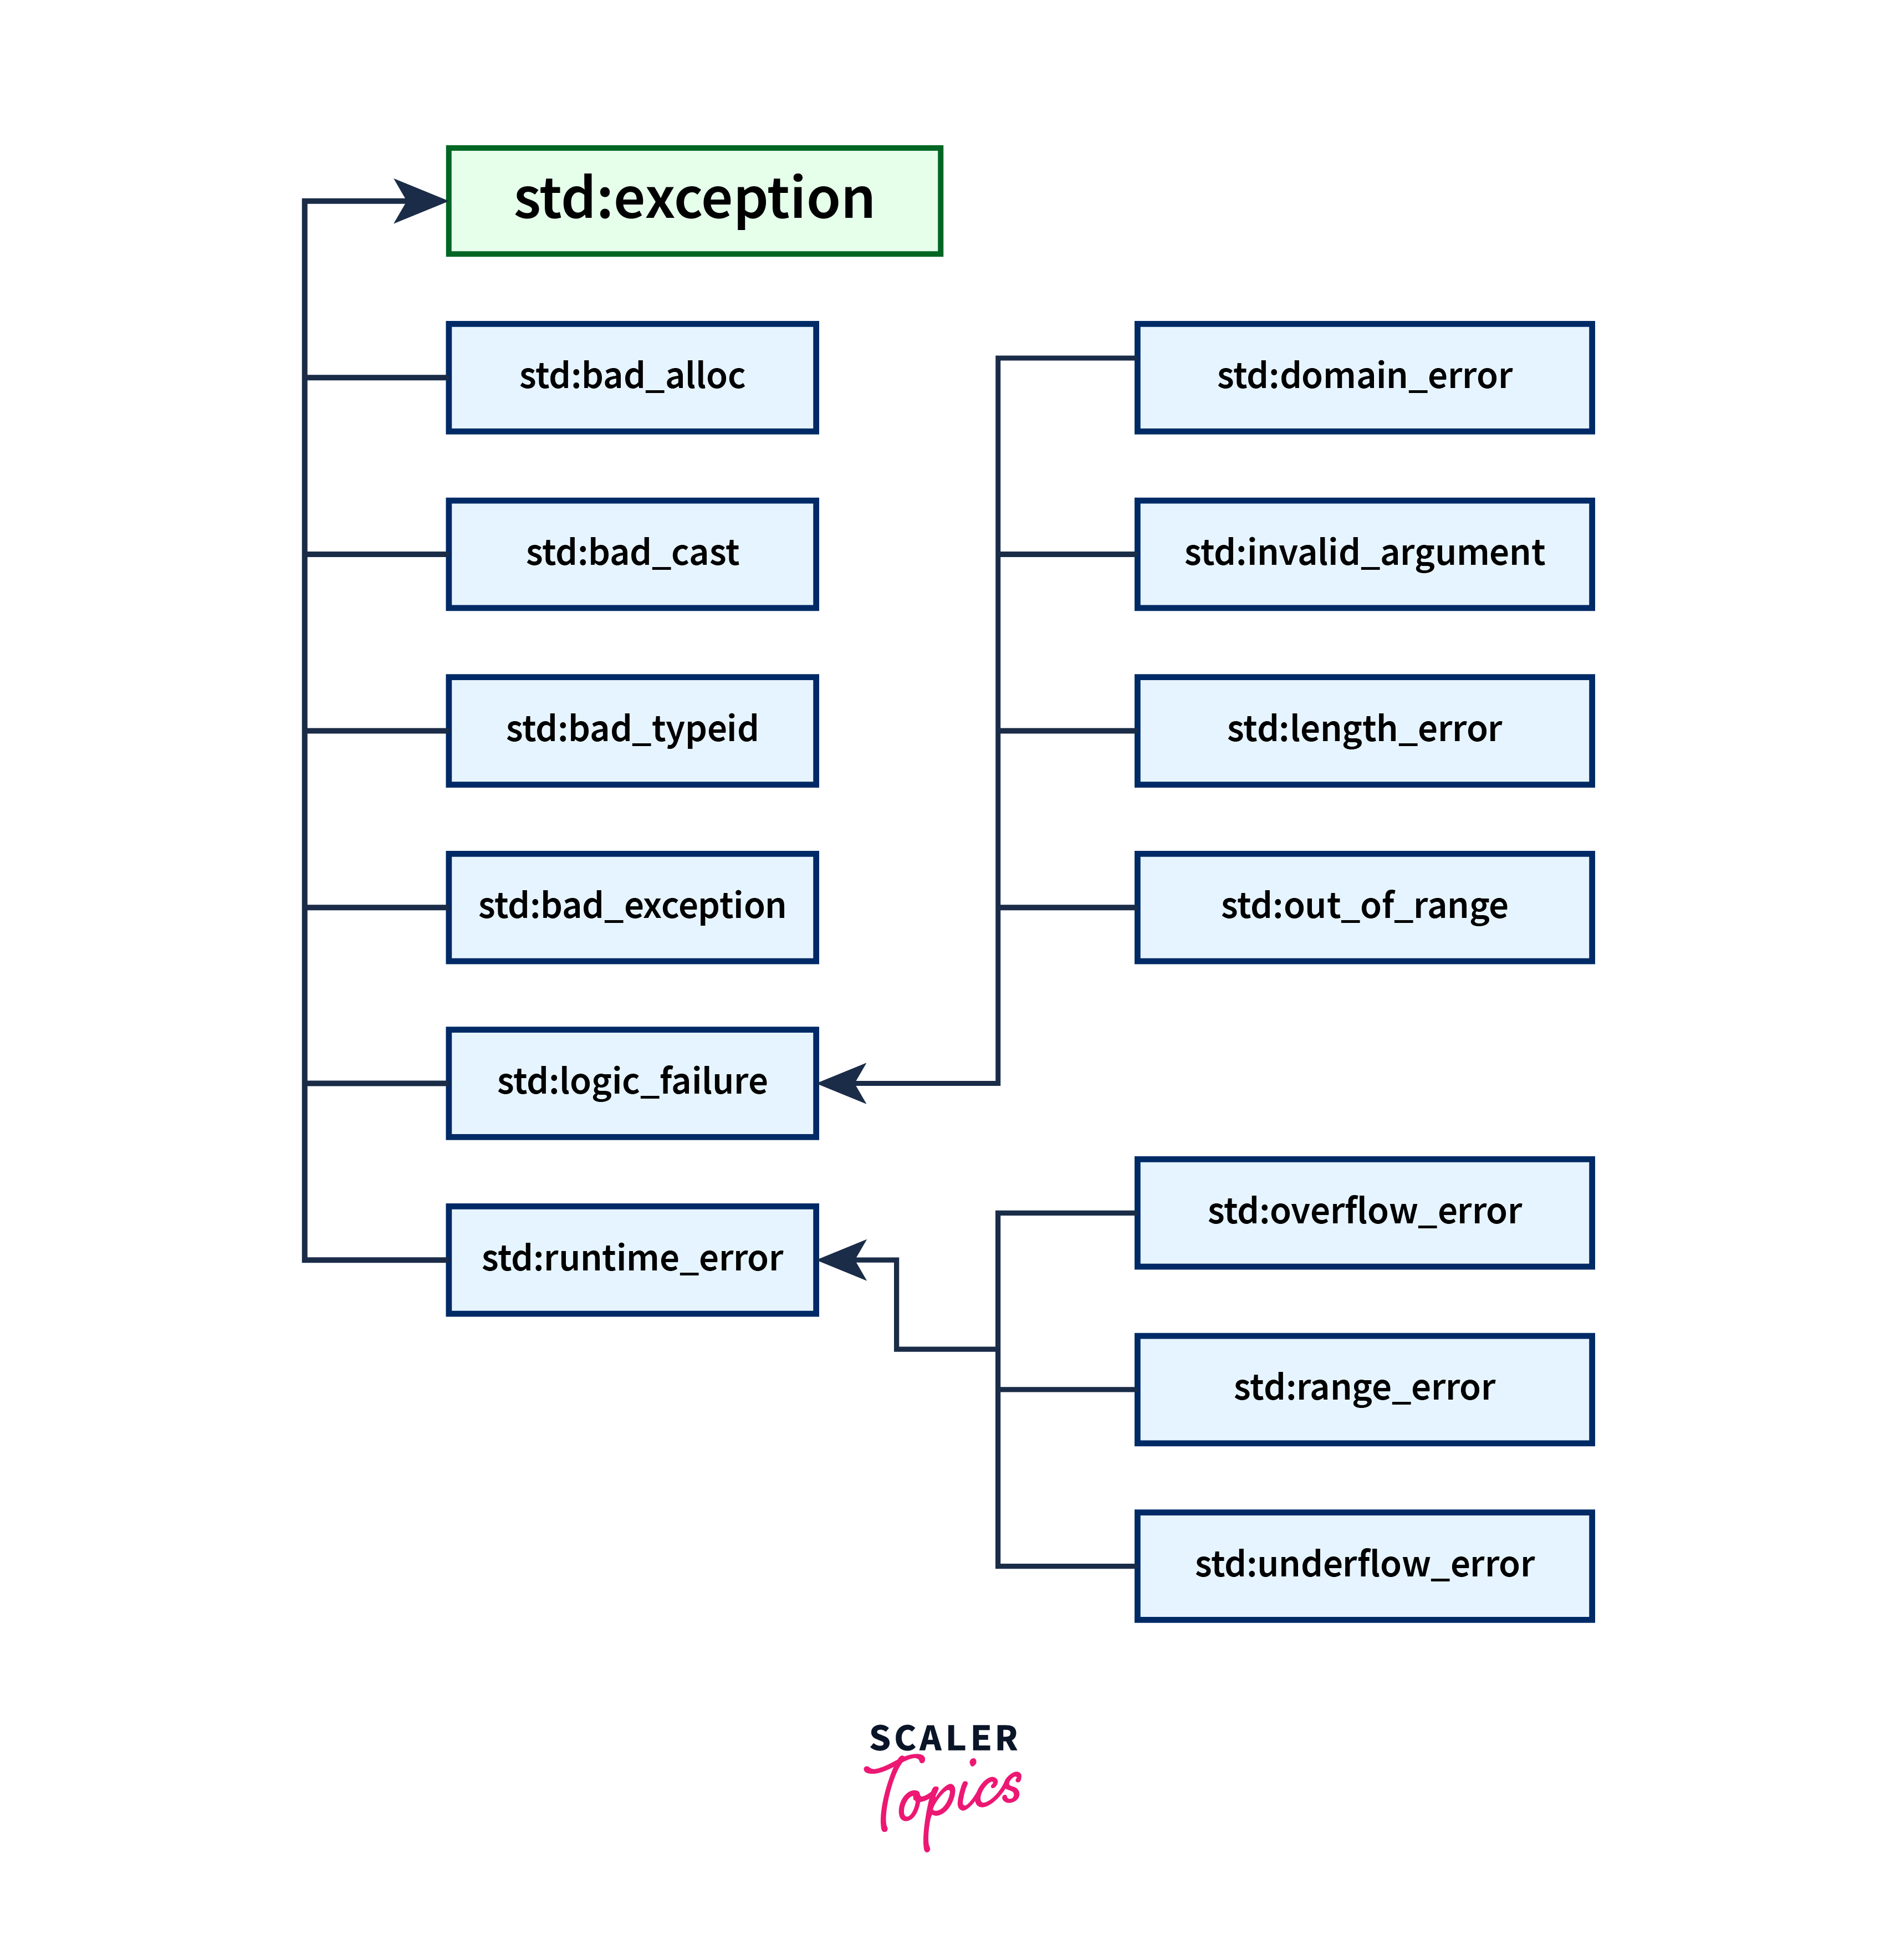 std:exception
std:bad_alloc
std:bad_cast
std:bad_typeid
std:bad_exception
std:logic_failure
std:runtime_error
std:domain_error
std:invalid_argument
std:length_error
std:out_of_range
std:overflow_error
std:range_error
std:underflow_error
SCALER
Topics